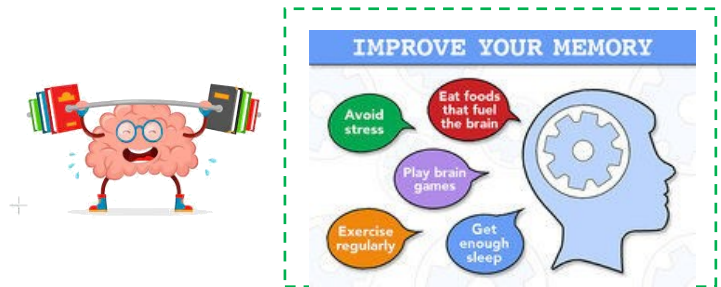 IMPROVE YOUR MEMORY
Avoid
stress
Eat foods
that fuel
the brain
Play brain
games
Exercise
regularly
Get
enough
sleep